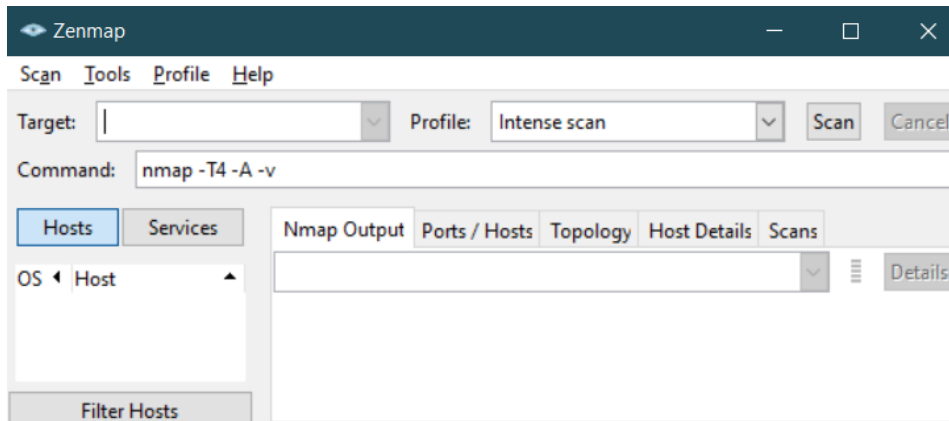 Zenmap
Scan Tools Profile Help
Target: Profile: Intense scan Scan Cancel
Command: nmap -T4 -A -v
Hosts Services Nmap Output Ports / Hosts Topology Host Details Scans
OS Host Details
Filter Hosts